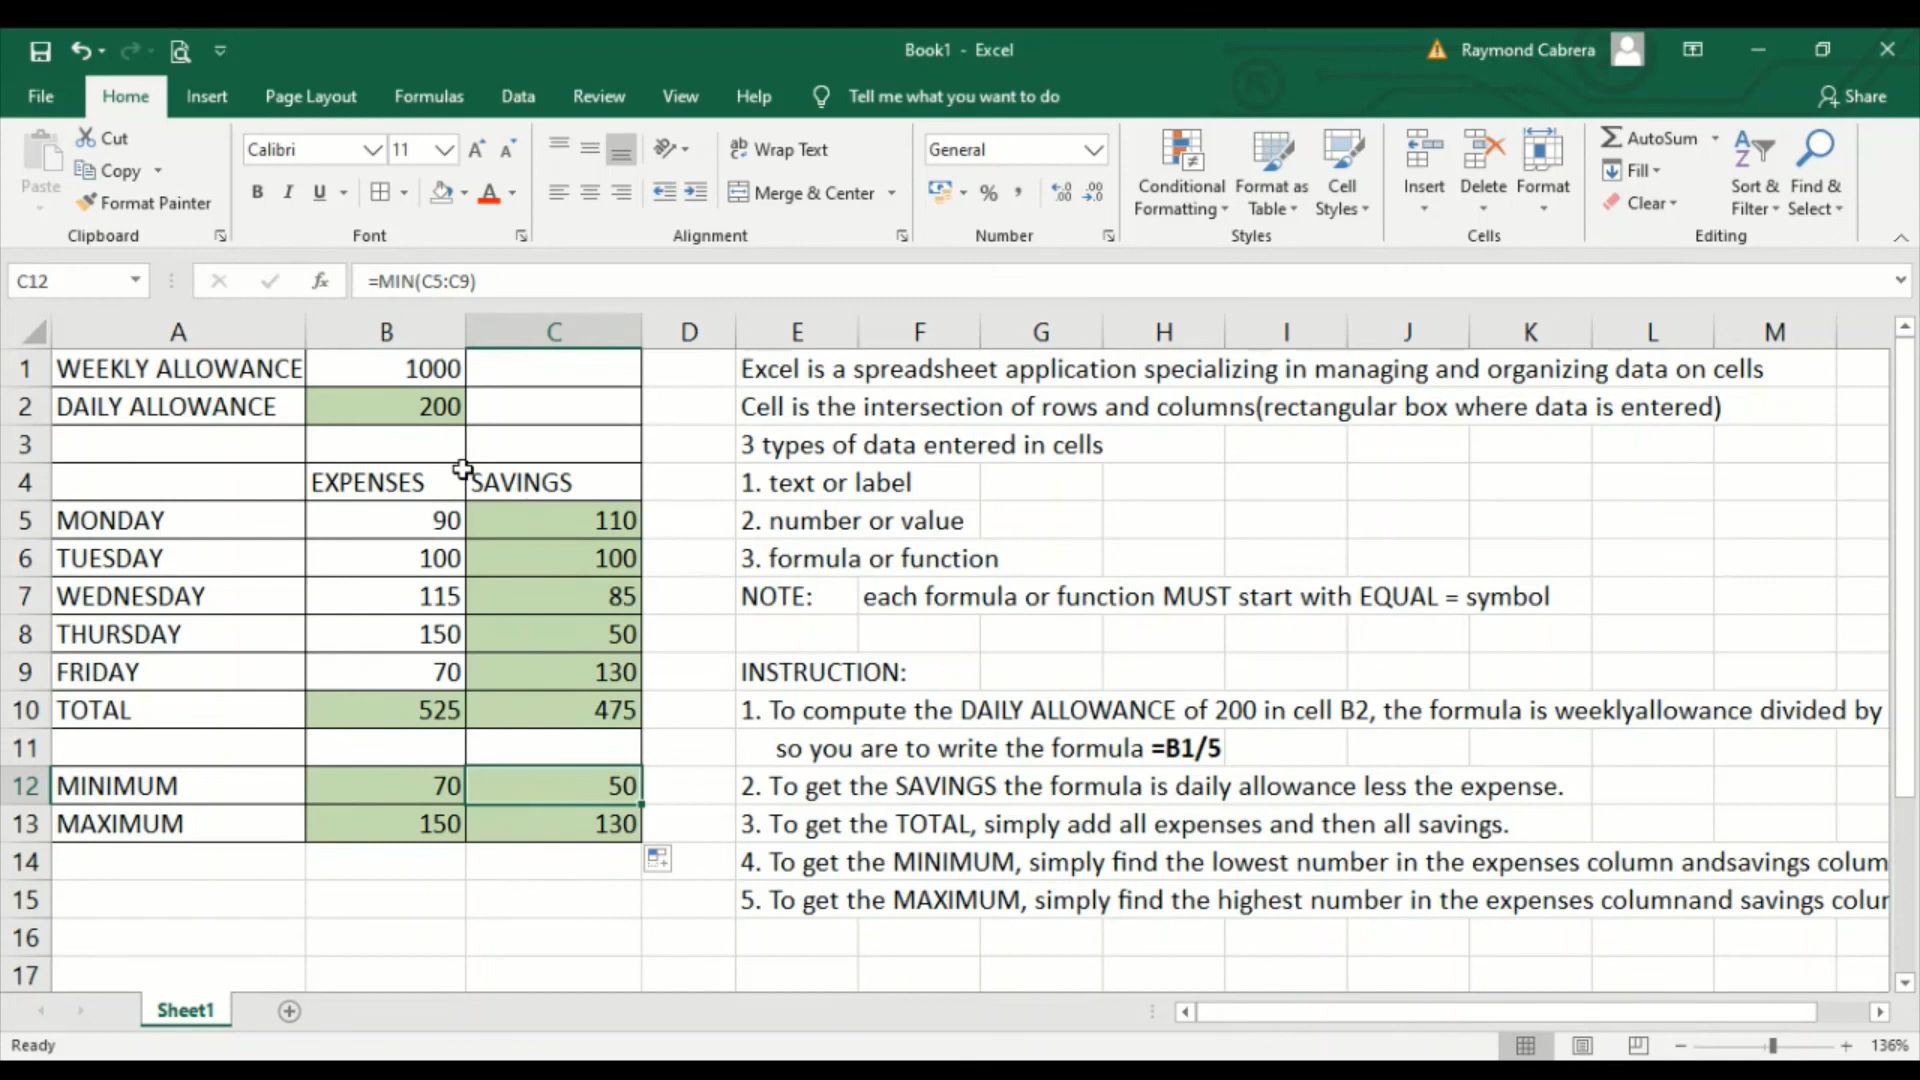 Book1 - Excel
Raymond Cabrera
File Home Insert Page Layout Formulas Data Review View Help Tell me what you want to do Share
Paste
Cut
Copy
Format Painter
Clipboard
Calibri 11
B I U A
Font
Wrap Text
Merge & Center
Alignment
General
%
Number
Conditional Formatting
Format as Table
Cell Styles
Styles
Insert Delete Format
Cells
AutoSum
Fill
Clear
Sort & Filter
Find & Select
Editing
C12 fx =MIN(C5:C9)
A B C D E F G H I J K L M
1 WEEKLY ALLOWANCE 1000 Excel is a spreadsheet application specializing in managing and organizing data on cells
2 DAILY ALLOWANCE 200 Cell is the intersection of rows and columns(rectangular box where data is entered)
3 3 types of data entered in cells
4 EXPENSES SAVINGS 1. text or label
5 MONDAY 90 110 2. number or value
6 TUESDAY 100 100 3. formula or function
7 WEDNESDAY 115 85 NOTE: each formula or function MUST start with EQUAL = symbol
8 THURSDAY 150 50
9 FRIDAY 70 130 INSTRUCTION:
10 TOTAL 525 475 1. To compute the DAILY ALLOWANCE of 200 in cell B2, the formula is weeklyallowance divided by
11 so you are to write the formula =B1/5
12 MINIMUM 70 50 2. To get the SAVINGS the formula is daily allowance less the expense.
13 MAXIMUM 150 130 3. To get the TOTAL, simply add all expenses and then all savings.
14 4. To get the MINIMUM, simply find the lowest number in the expenses column andsavings colum
15 5. To get the MAXIMUM, simply find the highest number in the expenses columnand savings colur
16
17
Sheet1
Ready 136%